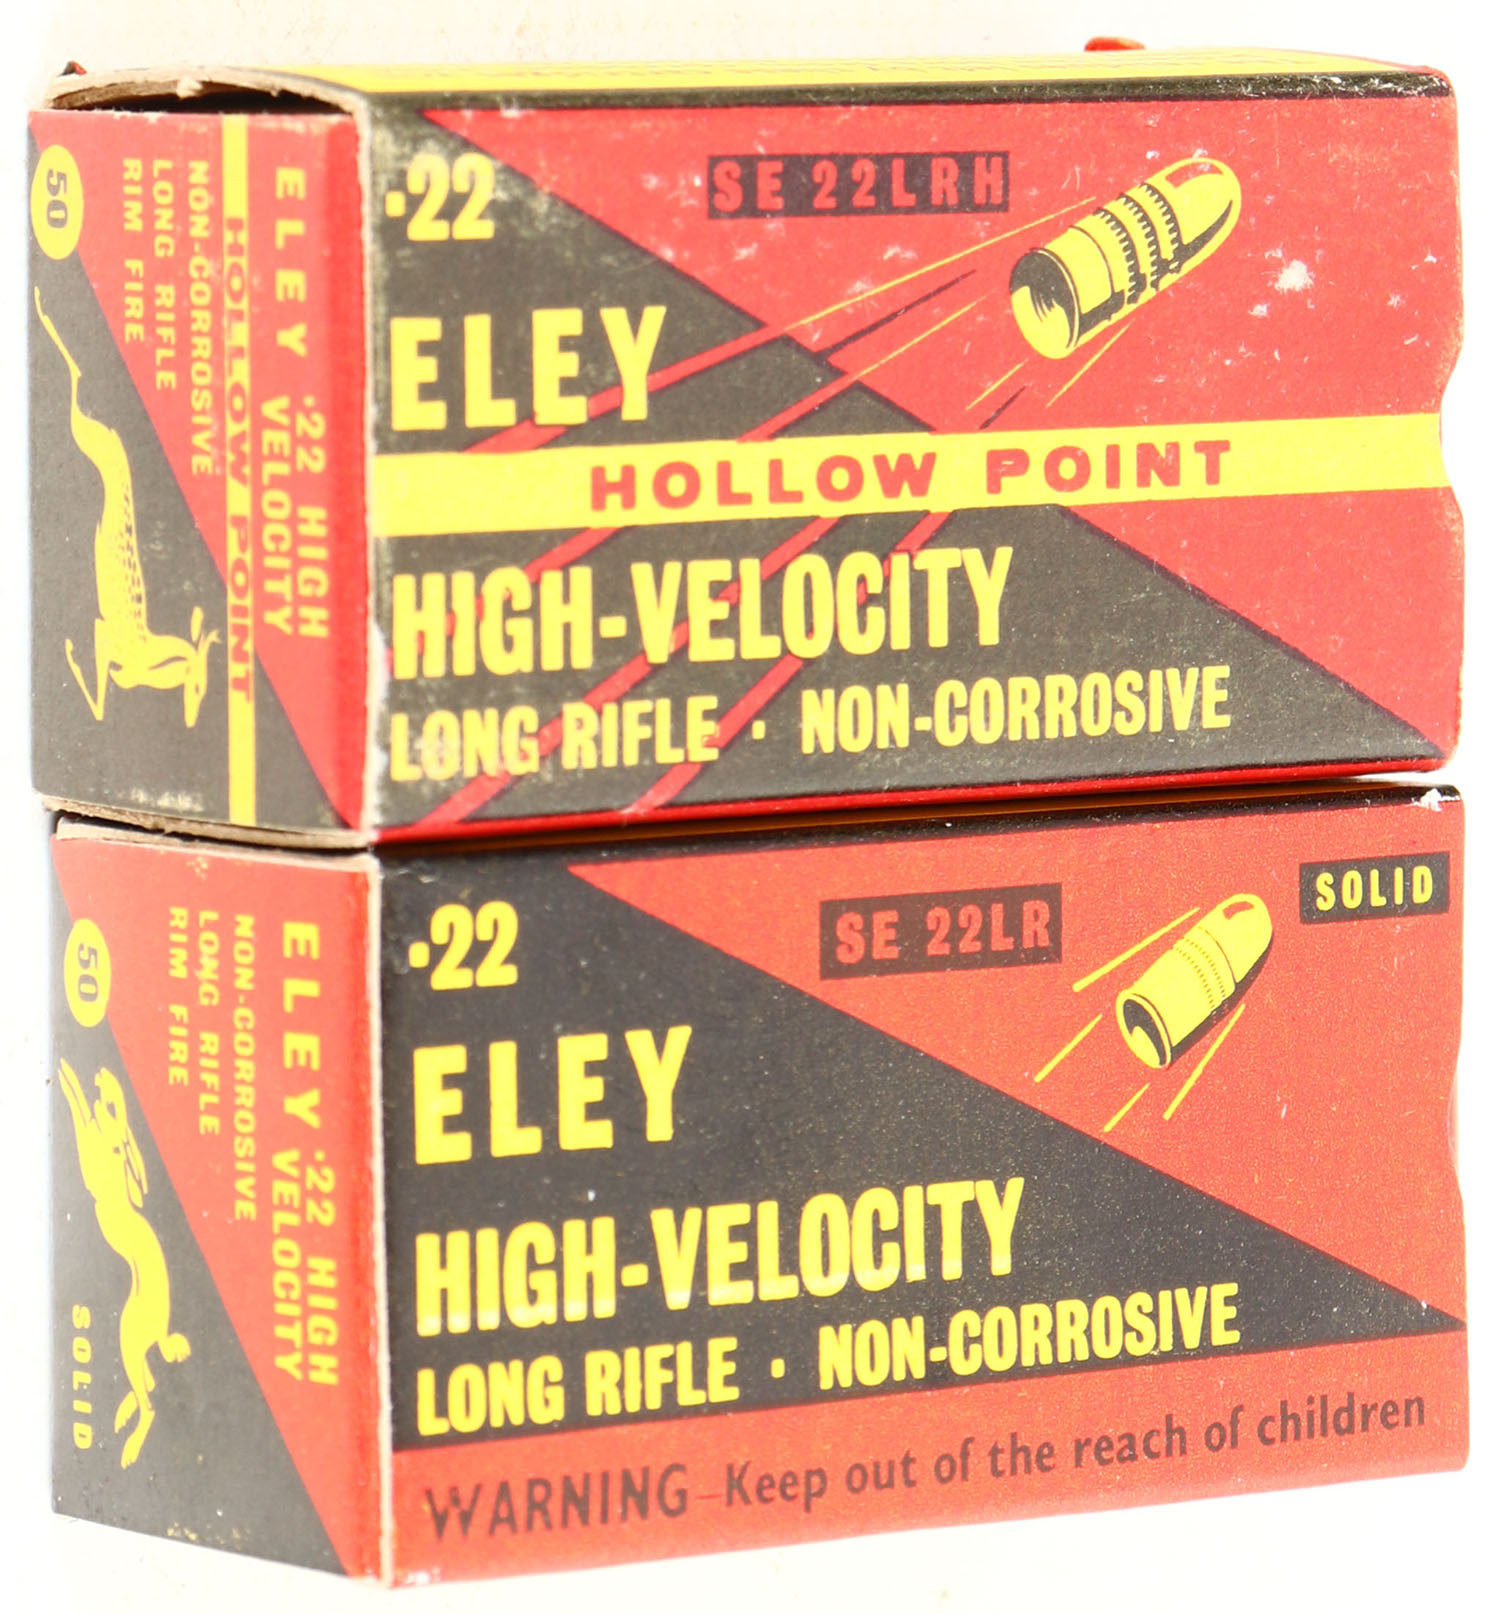 .22
SE 22LRH
ELEY
HOLLOW POINT
HIGH-VELOCITY
LONG RIFLE · NON-CORROSIVE
ELEY .22 HIGH
VELOCITY
HOLLOW POINT
NON-CORROSIVE
LONG RIFLE
RIM FIRE
50
.22
SE 22LR
SOLID
ELEY
HIGH-VELOCITY
LONG RIFLE · NON-CORROSIVE
WARNING–Keep out of the reach of children
ELEY .22 HIGH
VELOCITY
NON-CORROSIVE
LONG RIFLE
RIM FIRE
50
SOLID